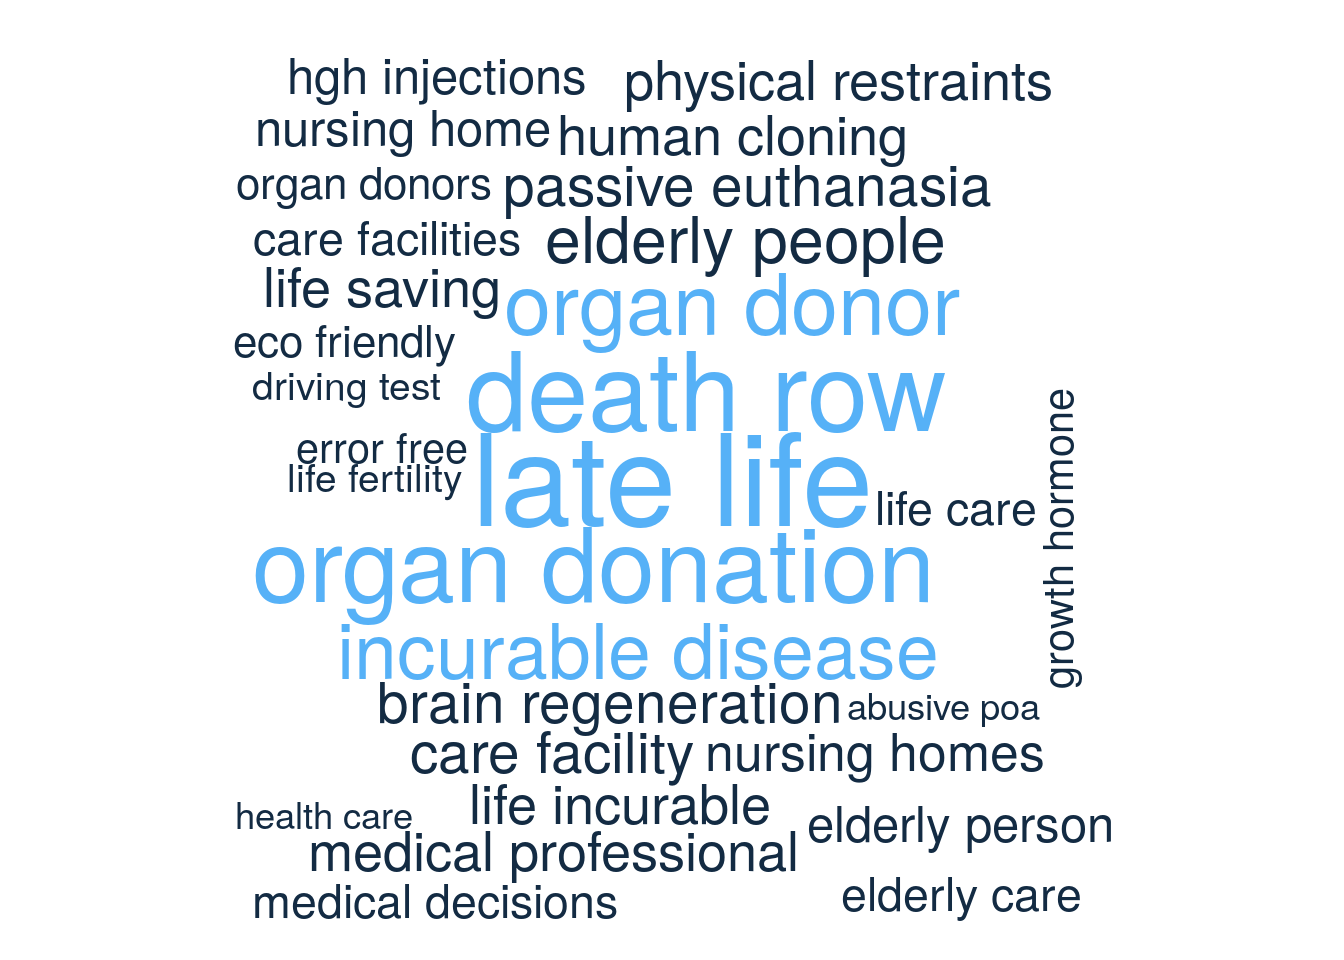 hgh injections
physical restraints
nursing home
human cloning
organ donors
passive euthanasia
care facilities
elderly people
life saving
organ donor
eco friendly
driving test
death row
error free
late life
life fertility
life care
growth hormone
organ donation
incurable disease
brain regeneration
abusive poa
care facility
nursing homes
life incurable
health care
elderly person
medical professional
medical decisions
elderly care